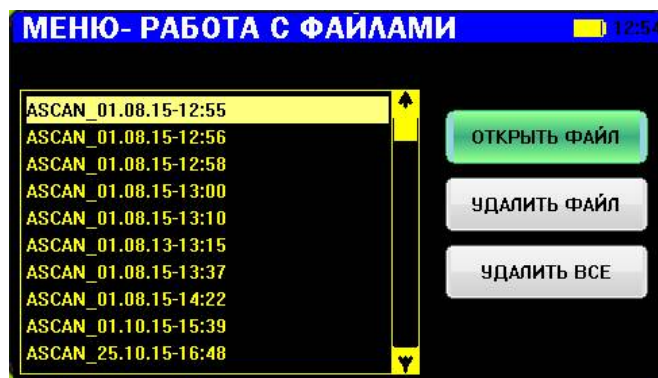 МЕНЮ- РАБОТА С ФАЙЛАМИ
12:54
ASCAN_01.08.15-12:55
ASCAN_01.08.15-12:56
ASCAN_01.08.15-12:58
ASCAN_01.08.15-13:00
ASCAN_01.08.15-13:10
ASCAN_01.08.13-13:15
ASCAN_01.08.15-13:37
ASCAN_01.08.15-14:22
ASCAN_01.10.15-15:39
ASCAN_25.10.15-16:48
ОТКРЫТЬ ФАЙЛ
УДАЛИТЬ ФАЙЛ
УДАЛИТЬ ВСЕ